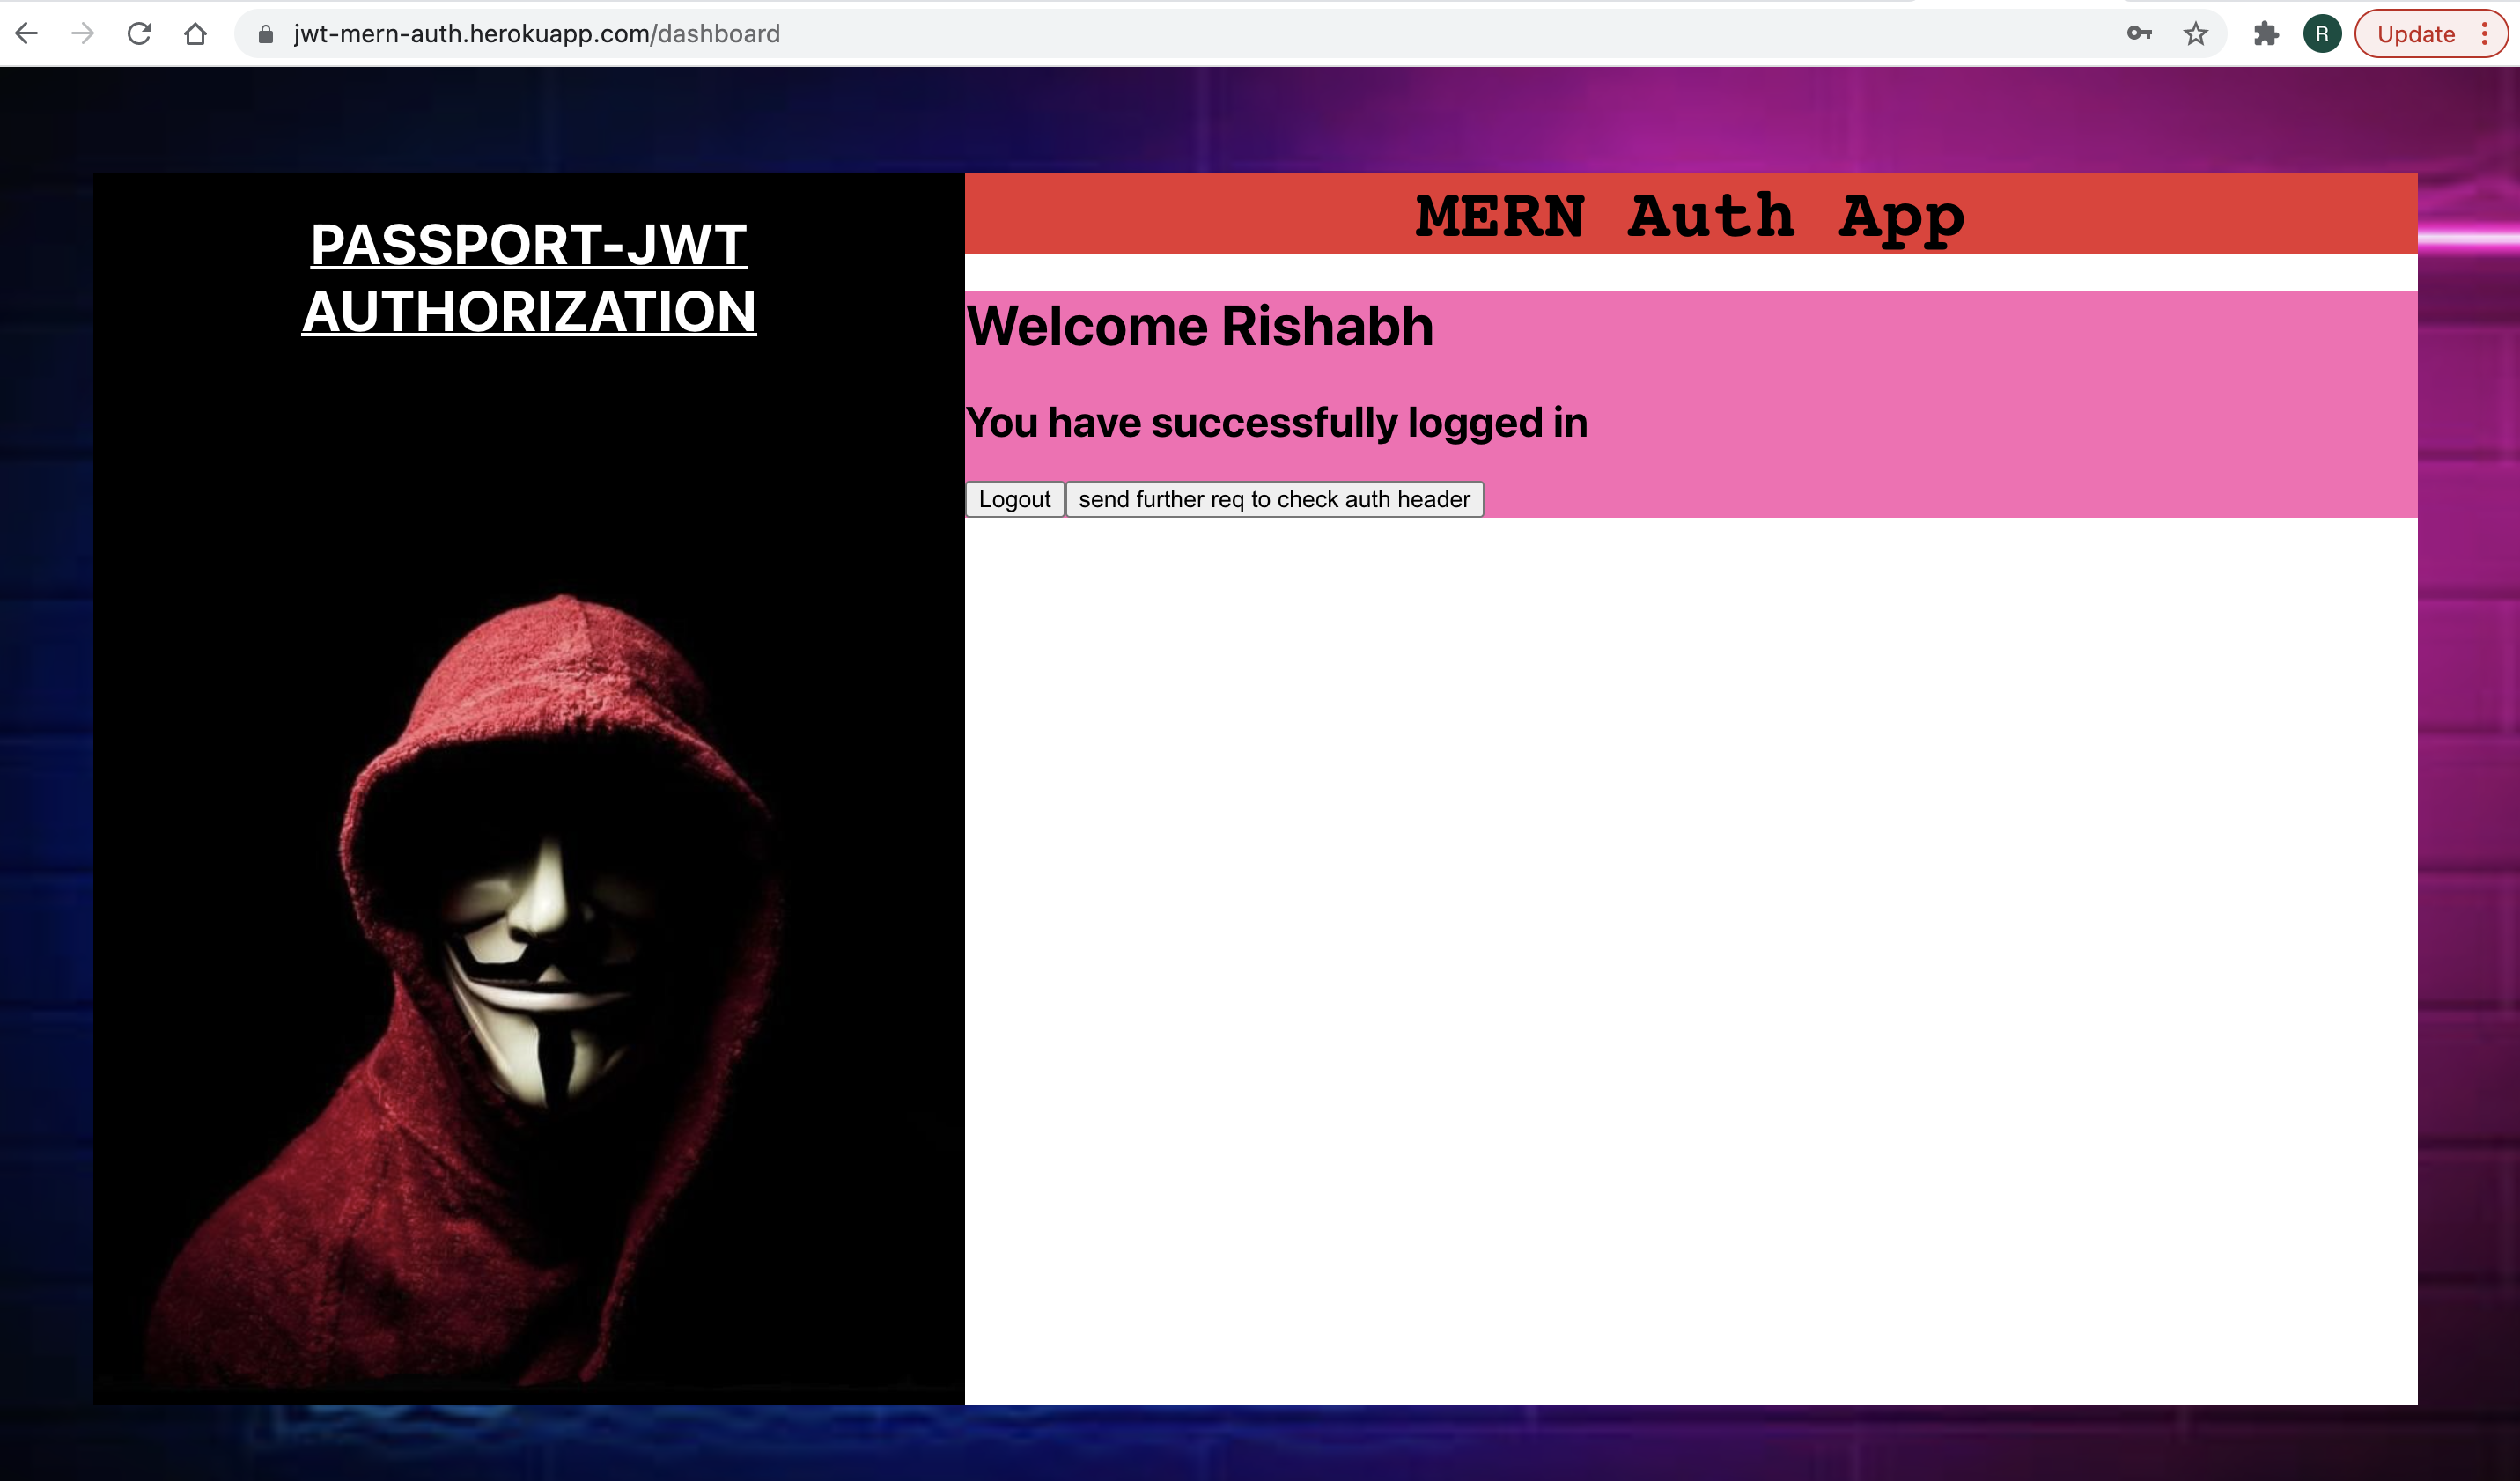 jwt-mern-auth.herokuapp.com/dashboard
R
Update
PASSPORT-JWT
AUTHORIZATION
MERN Auth App
Welcome Rishabh
You have successfully logged in
Logout
send further req to check auth header